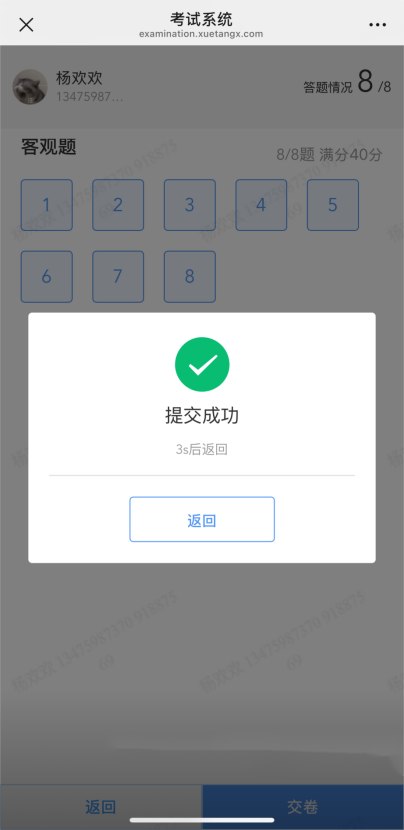 考试系统
examination.xuetangx.com
杨欢欢
13475987...
答题情况 8 /8
客观题
8/8题 满分40分
1 2 3 4 5
6 7 8
提交成功
3s后返回
返回
返回 交卷